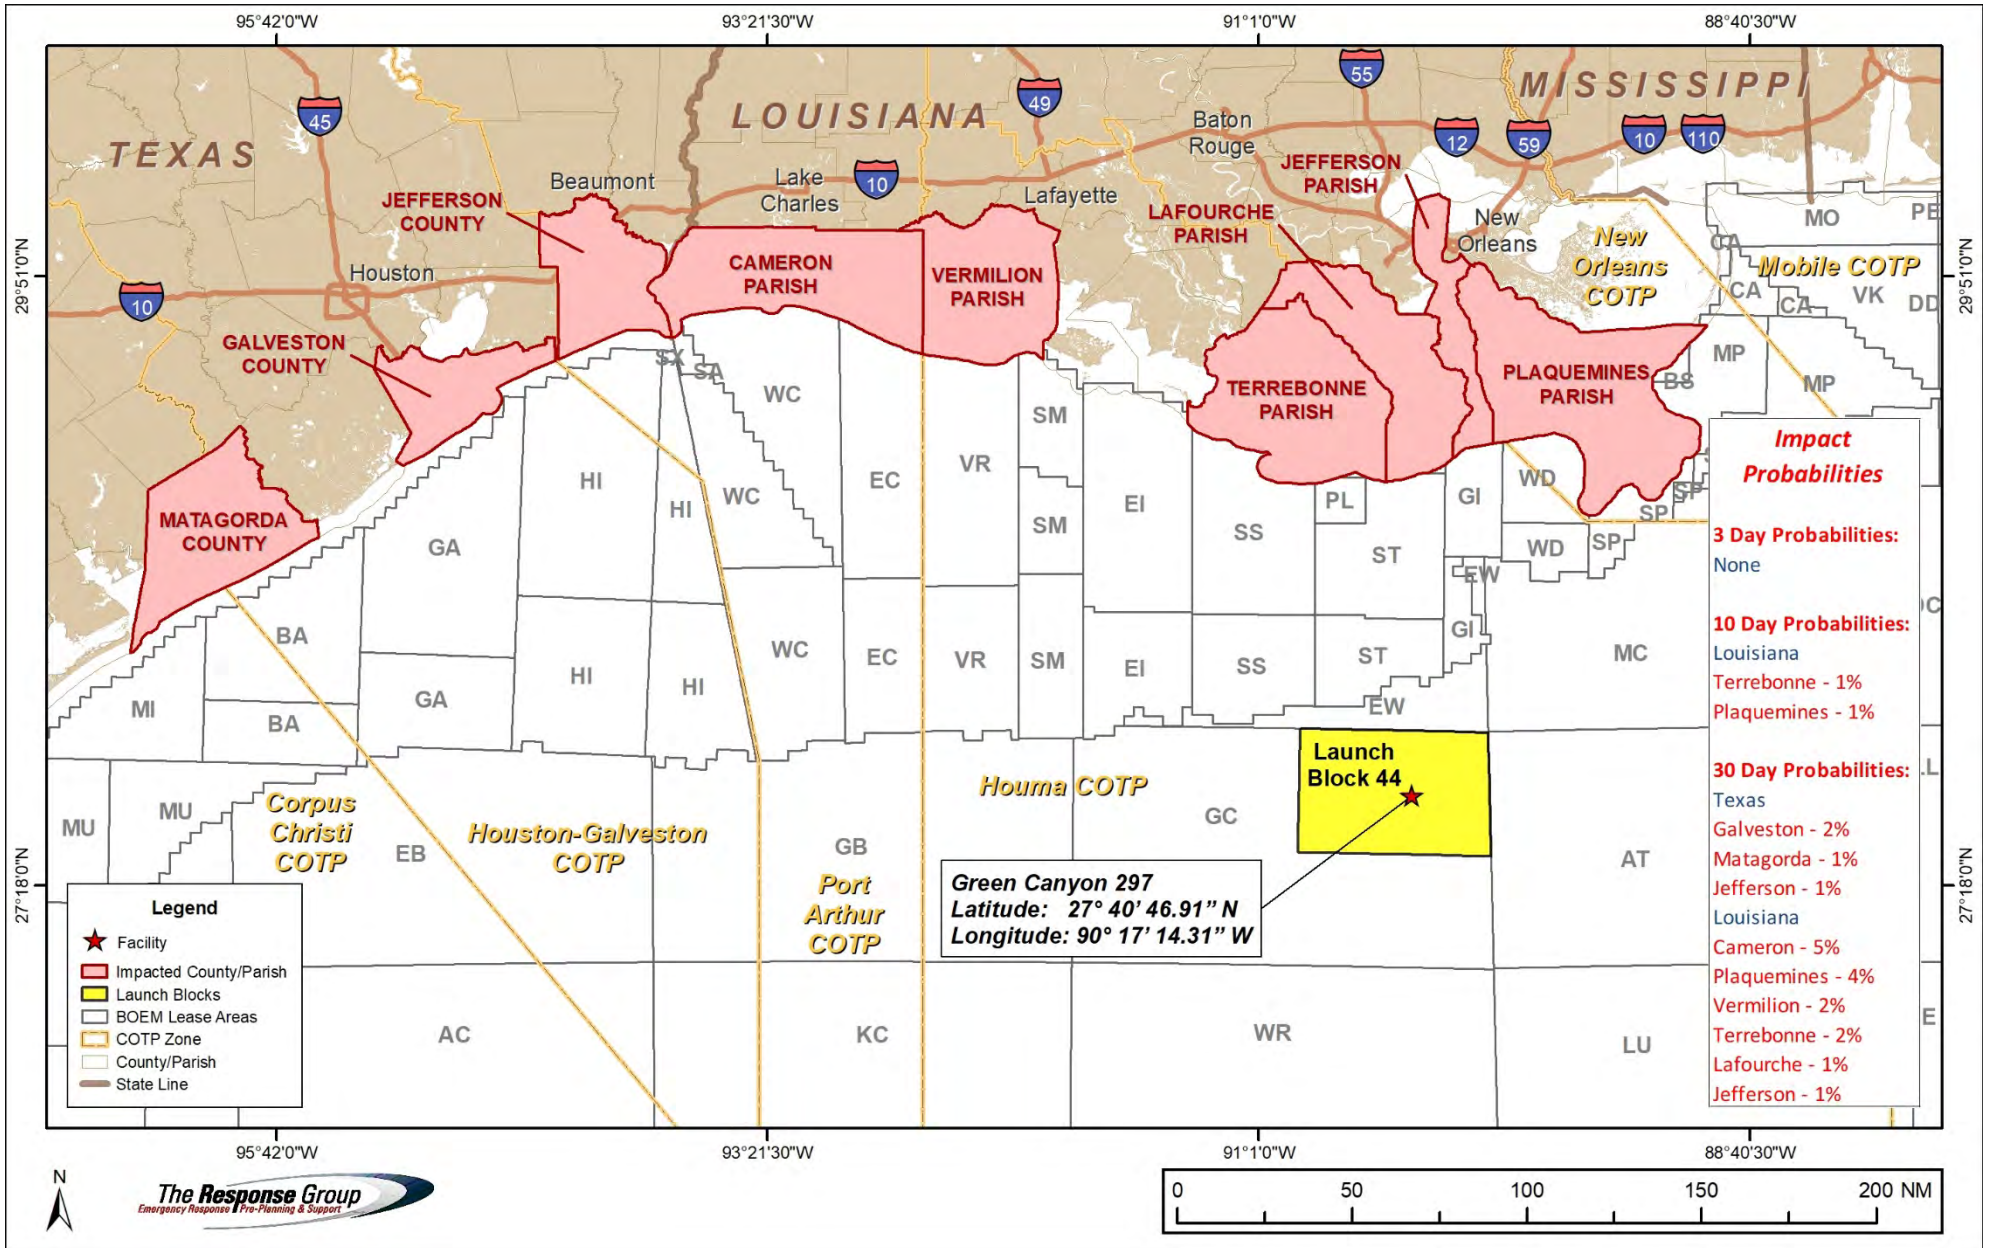 95°42'0"W 93°21'30"W 91°1'0"W 88°40'30"W
29°51'0"N
27°18'0"N
29°51'0"N
27°18'0"N
TEXAS
LOUISIANA
MISSISSIPPI
45
49
55
12
59
10
110
10
10
Baton
Rouge
Beaumont
Lake
Charles
Lafayette
New
Orleans
Houston
JEFFERSON
PARISH
JEFFERSON
COUNTY
LAFOURCHE
PARISH
CAMERON
PARISH
VERMILION
PARISH
GALVESTON
COUNTY
TERREBONNE
PARISH
PLAQUEMINES
PARISH
MATAGORDA
COUNTY
New
Orleans
COTP
Mobile COTP
MO
PE
CA
CA
CA
VK
DD
MP
MP
BS
SX
SA
WC
SM
VR
EC
HI
HI
WC
SM
EI
SS
PL
GI
WD
SP
SP
GA
ST
WD
SP
EW
BA
WC
EC
VR
SM
EI
SS
ST
GI
MC
MI
BA
GA
HI
HI
EW
Launch
Block 44
Houma COTP
GC
MU
MU
Corpus
Christi
COTP
EB
Houston-Galveston
COTP
GB
Port
Arthur
COTP
AT
Green Canyon 297
Latitude: 27° 40' 46.91" N
Longitude: 90° 17' 14.31" W
AC
KC
WR
LU
Impact
Probabilities
3 Day Probabilities:
None
10 Day Probabilities:
Louisiana
Terrebonne - 1%
Plaquemines - 1%
30 Day Probabilities:
Texas
Galveston - 2%
Matagorda - 1%
Jefferson - 1%
Louisiana
Cameron - 5%
Plaquemines - 4%
Vermilion - 2%
Terrebonne - 2%
Lafourche - 1%
Jefferson - 1%
Legend
Facility
Impacted County/Parish
Launch Blocks
BOEM Lease Areas
COTP Zone
County/Parish
State Line
95°42'0"W 93°21'30"W 91°1'0"W 88°40'30"W
N
The Response Group
Emergency Response Pre-Planning & Support
0 50 100 150 200 NM